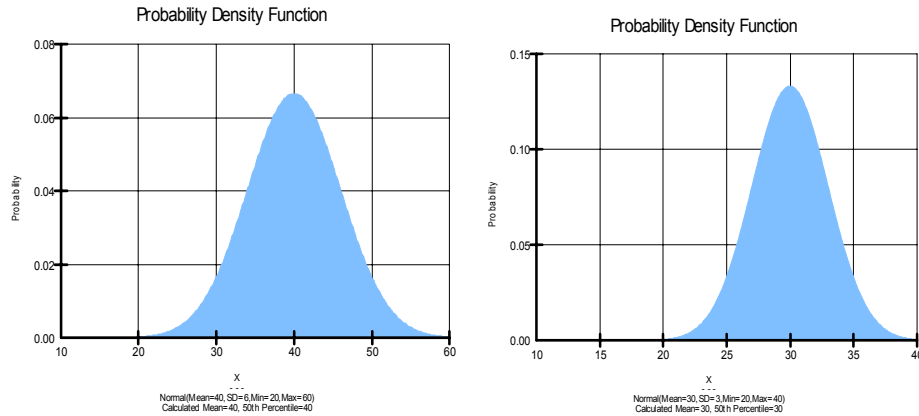 Probability Density Function
0.08
0.06
0.04
0.02
0.00
Probability
10 20 30 40 50 60
X
---
Normal(Mean=40, SD=6,Min=20,Max=60)
Calculated Mean=40, 50th Percentile=40
Probability Density Function
0.15
0.10
0.05
0.00
Probability
10 15 20 25 30 35 40
X
---
Normal(Mean=30, SD=3,Min=20,Max=40)
Calculated Mean=30, 50th Percentile=30